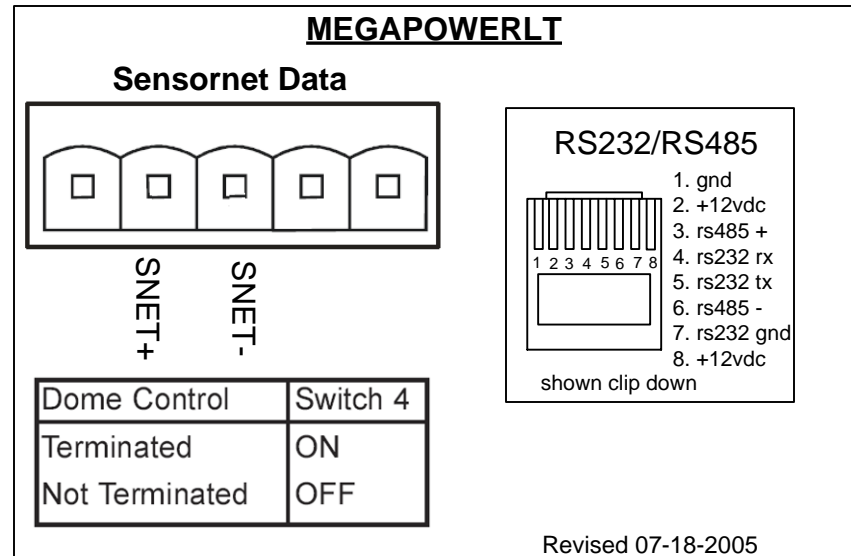 MEGAPOWERLT
Sensornet Data
SNET+
SNET-
Dome Control Switch 4
Terminated ON
Not Terminated OFF
RS232/RS485
1 2 3 4 5 6 7 8
1. gnd
2. +12vdc
3. rs485 +
4. rs232 rx
5. rs232 tx
6. rs485 -
7. rs232 gnd
8. +12vdc
shown clip down
Revised 07-18-2005